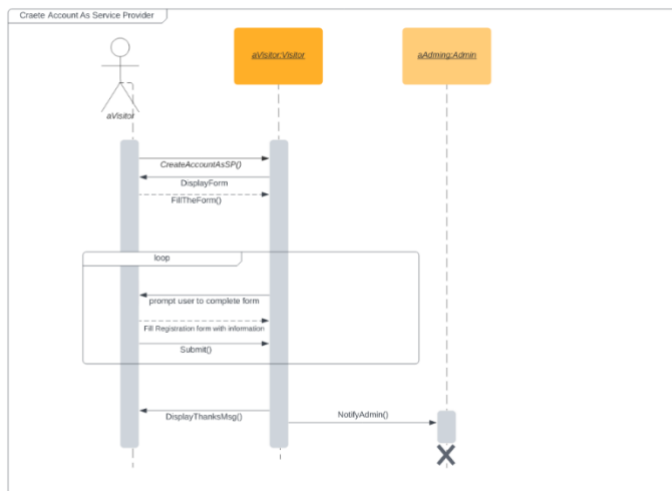 Craete Account As Service Provider
aVisitor:Visitor
aAdming:Admin
aVisitor
CreateAccountAsSP()
DisplayForm
FillTheForm()
loop
prompt user to complete form
Fill Registration form with information
Submit()
DisplayThanksMsg()
NotifyAdmin()